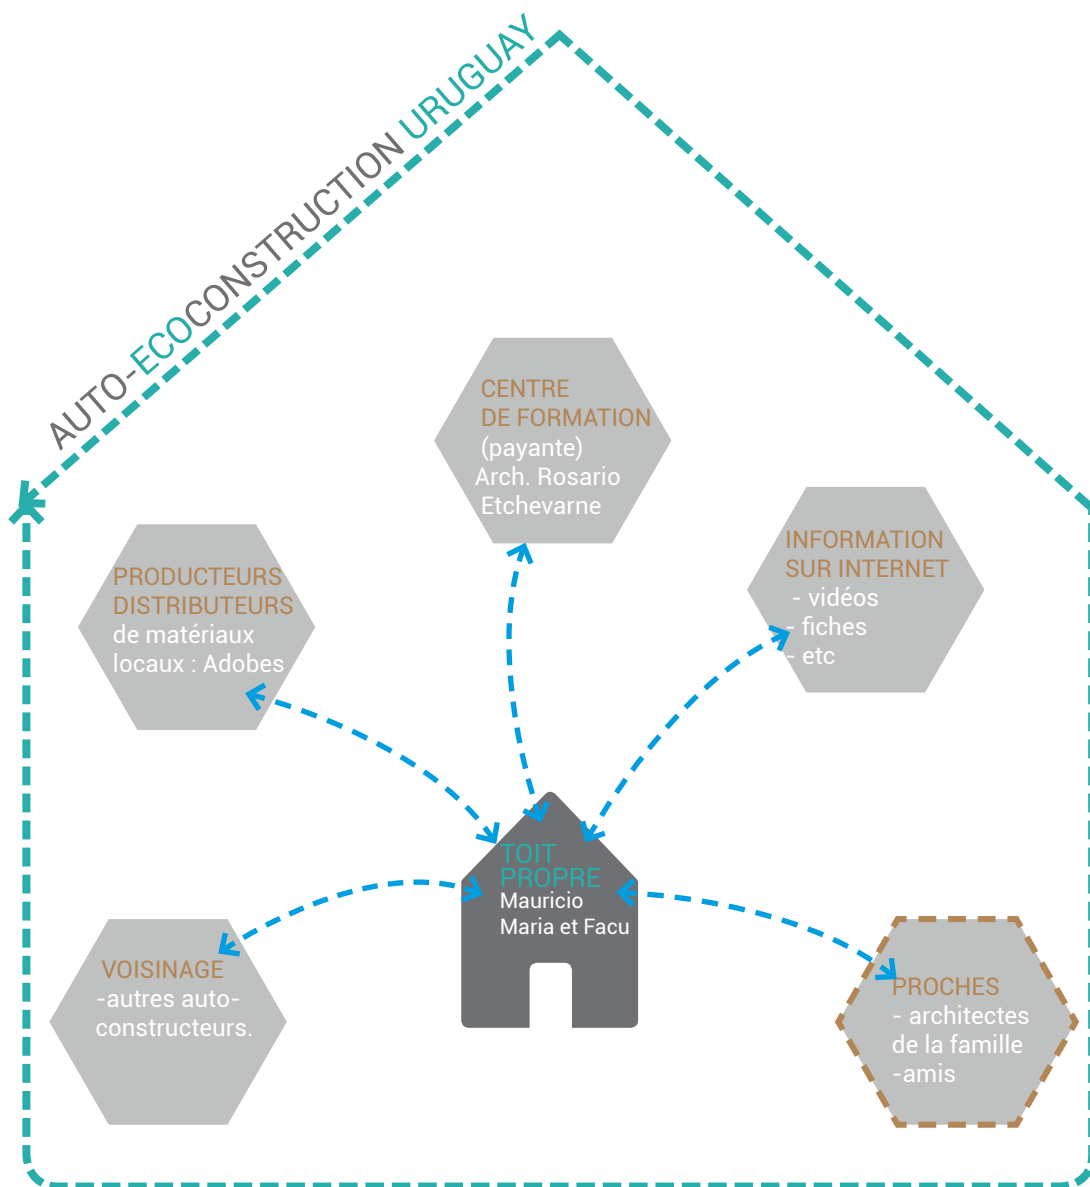 AUTO-ECOCONSTRUCTION URUGUAY
CENTRE
DE FORMATION
(payante)
Arch. Rosario
Etchevarne
INFORMATION
SUR INTERNET
- vidéos
- fiches
- etc
PRODUCTEURS
DISTRIBUTEURS
de matériaux
locaux : Adobes
TOIT
PROPRE
Mauricio
Maria et Facu
VOISINAGE
-autres auto-
constructeurs.
PROCHES
- architectes
de la famille
-amis